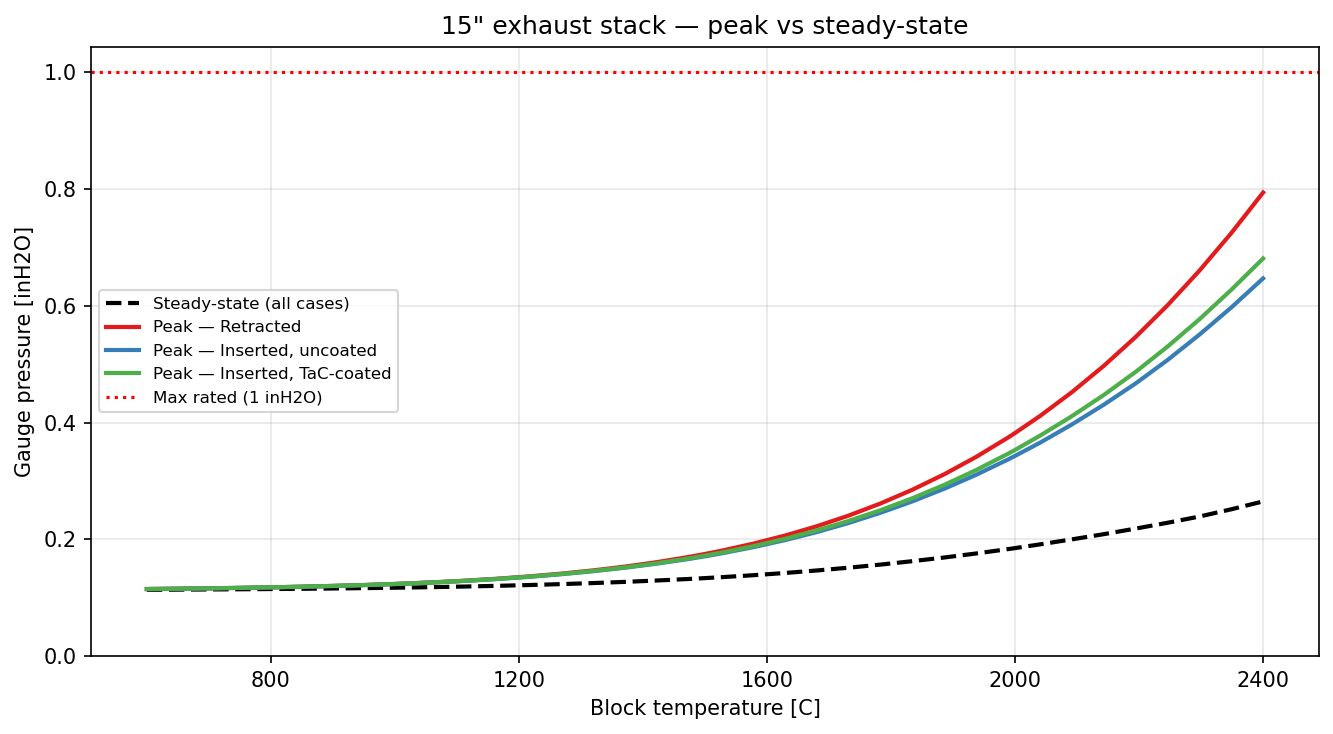 15" exhaust stack — peak vs steady-state
Gauge pressure [inH2O]
1.0
0.8
0.6
0.4
0.2
0.0
Steady-state (all cases)
Peak — Retracted
Peak — Inserted, uncoated
Peak — Inserted, TaC-coated
Max rated (1 inH2O)
800 1200 1600 2000 2400
Block temperature [C]